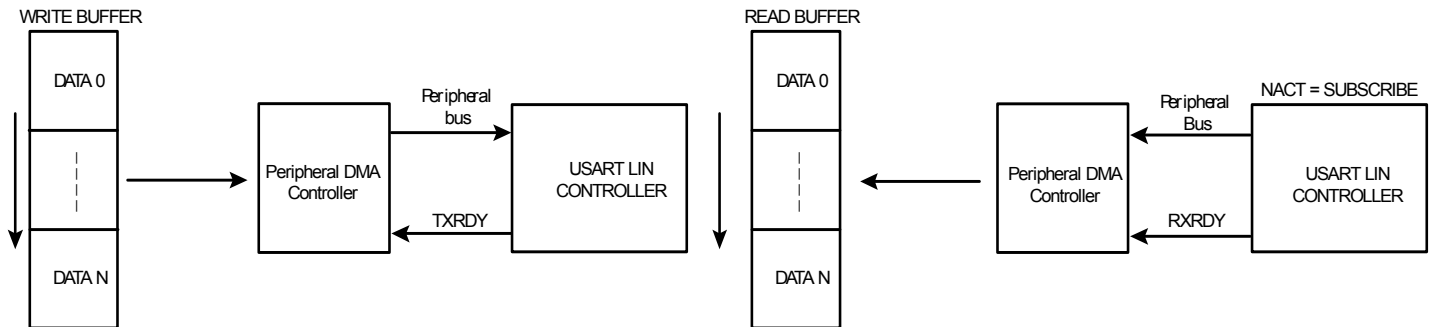 WRITE BUFFER
DATA 0
DATA N
Peripheral DMA
Controller
Peripheral
bus
TXRDY
USART LIN
CONTROLLER
READ BUFFER
DATA 0
DATA N
Peripheral DMA
Controller
Peripheral
Bus
RXRDY
NACT = SUBSCRIBE
USART LIN
CONTROLLER